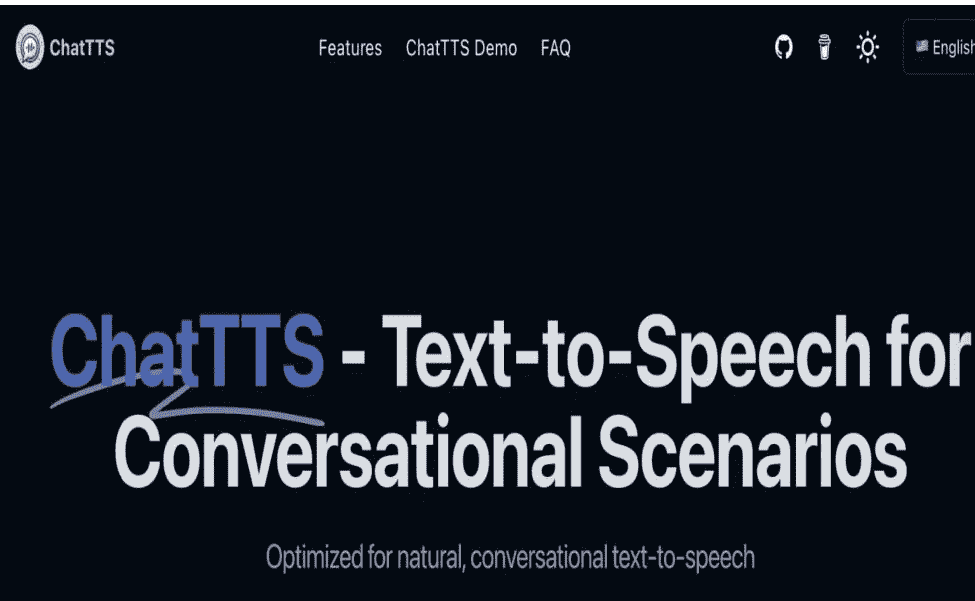 ChatTTS
Features ChatTTS Demo FAQ
English
ChatTTS - Text-to-Speech for
Conversational Scenarios
Optimized for natural, conversational text-to-speech